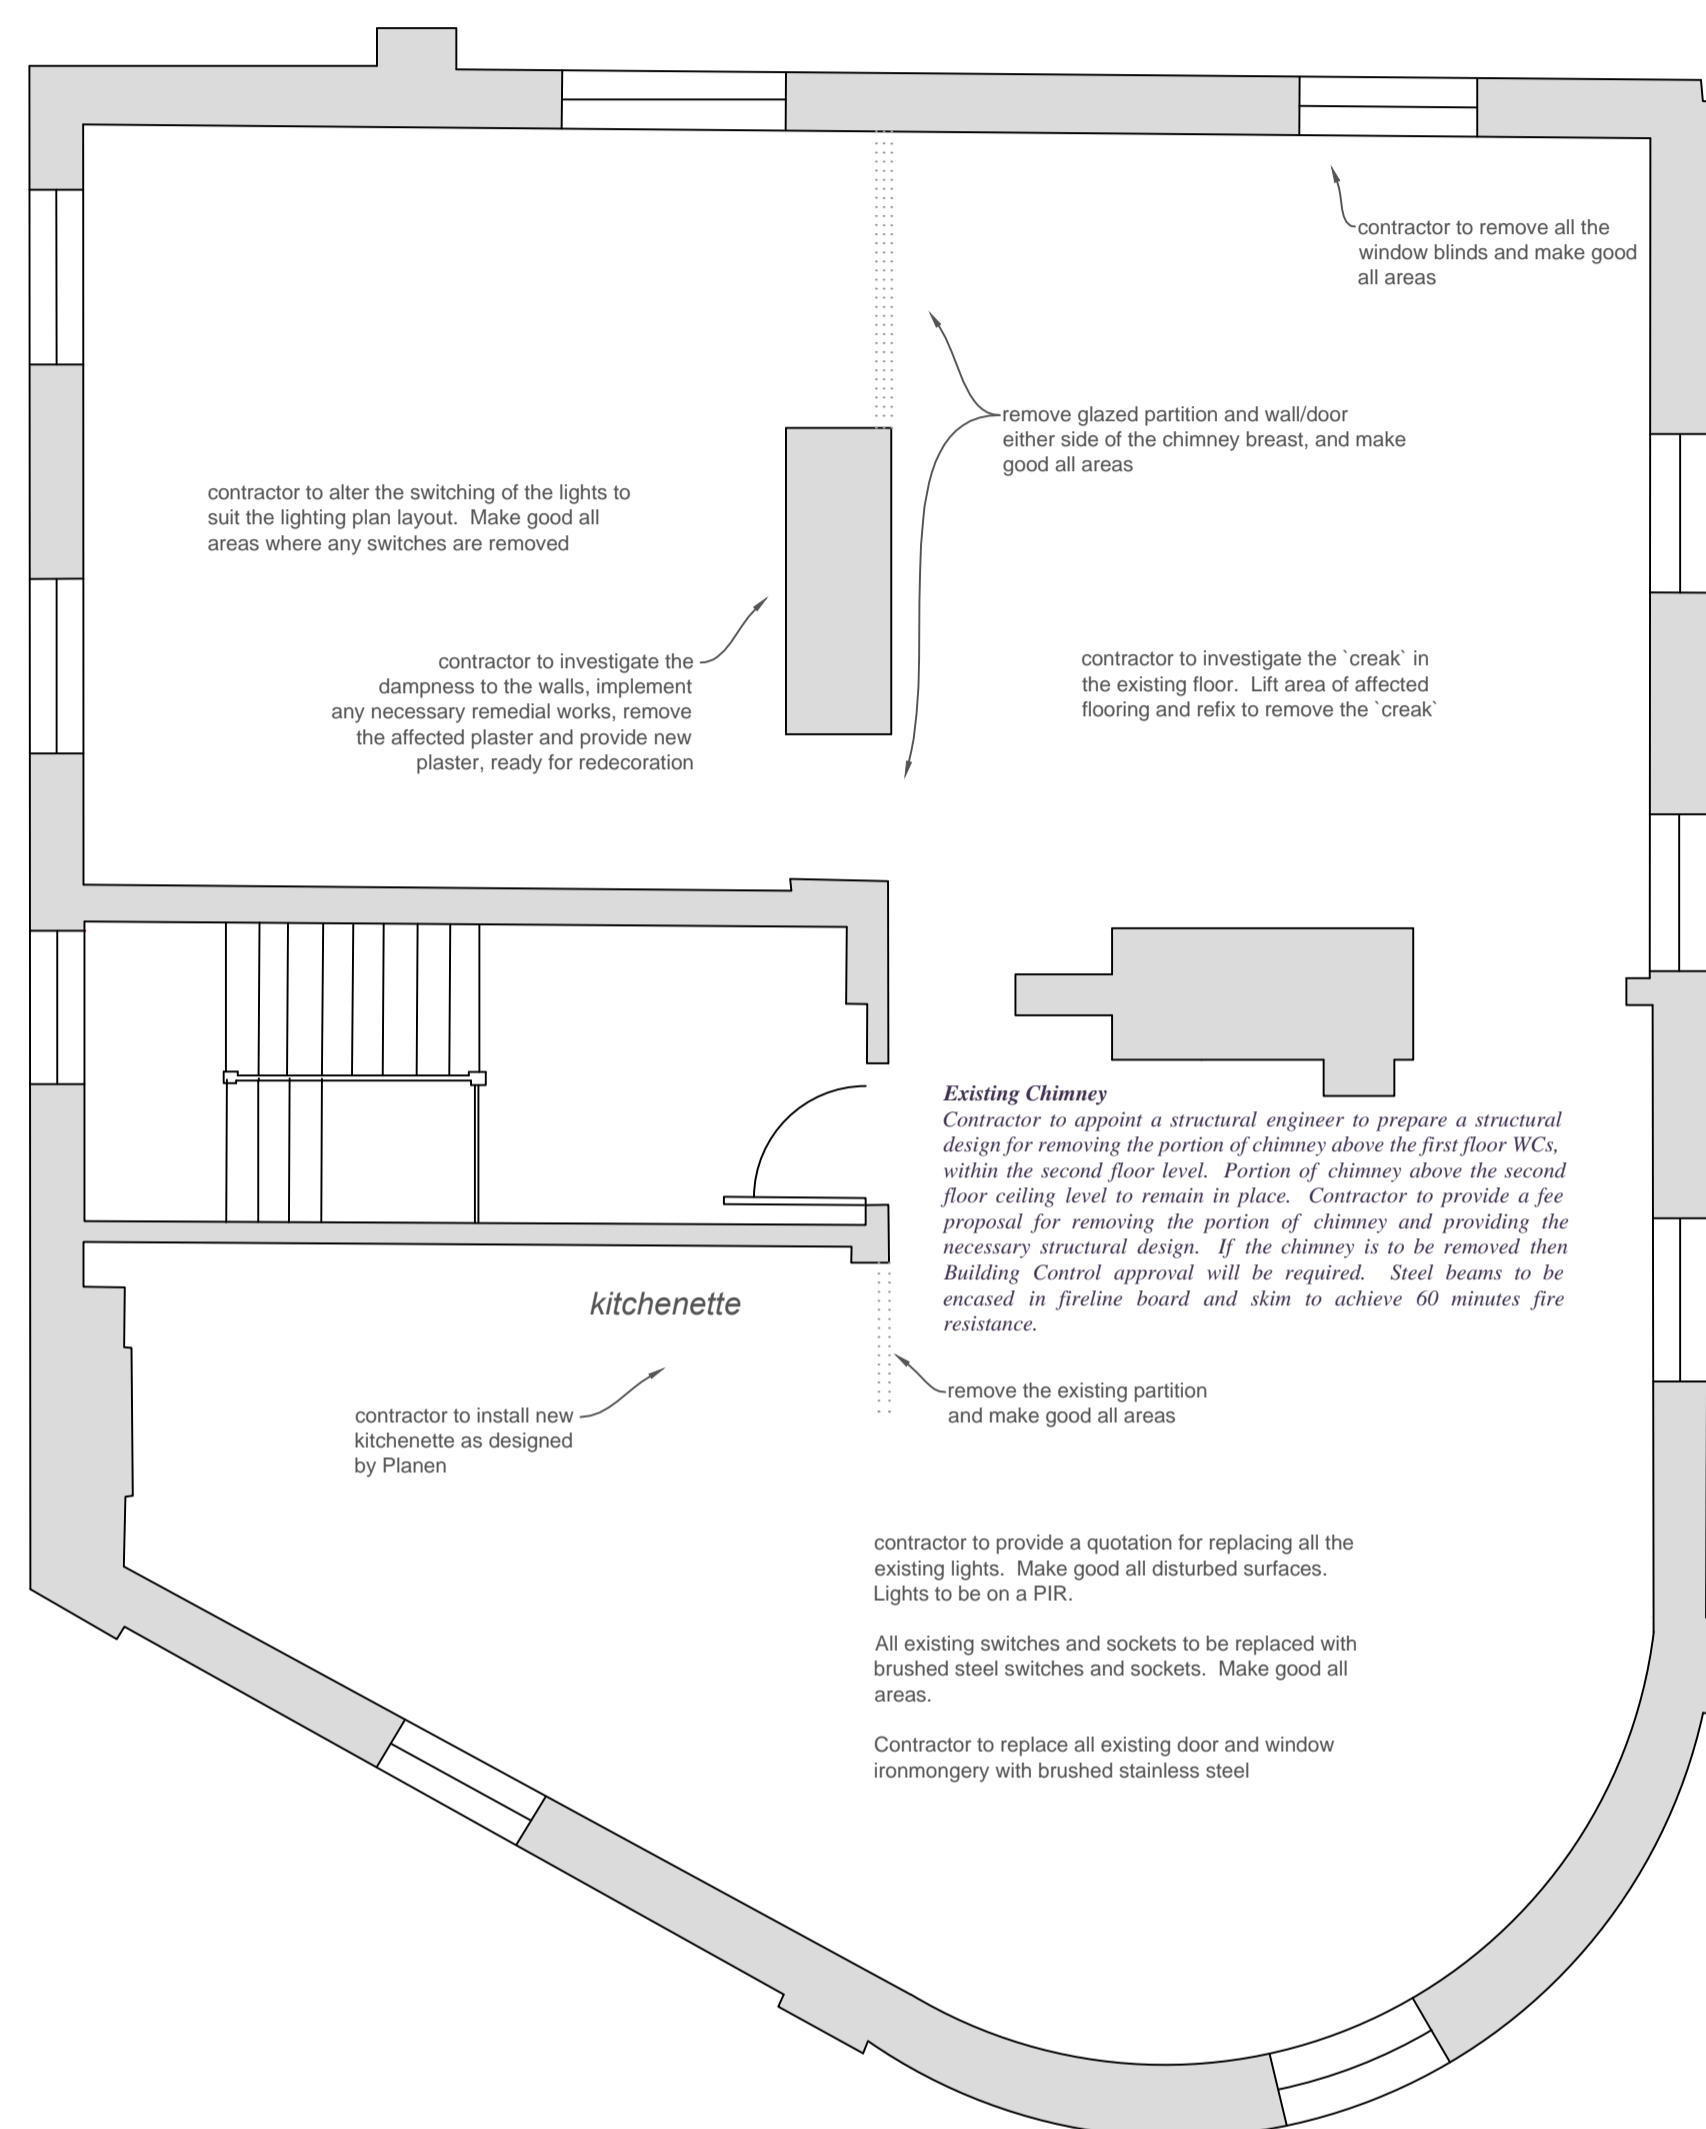 contractor to remove all the
window blinds and make good
all areas
remove glazed partition and wall/door
either side of the chimney breast, and make
good all areas
contractor to alter the switching of the lights to
suit the lighting plan layout.  Make good all
areas where any switches are removed
contractor to investigate the
dampness to the walls, implement
any necessary remedial works, remove
the affected plaster and provide new
plaster, ready for redecoration
contractor to investigate the `creak` in
the existing floor.  Lift area of affected
flooring and refix to remove the `creak`
Existing Chimney
Contractor to appoint a structural engineer to prepare a structural
design for removing the portion of chimney above the first floor WCs,
within the second floor level.  Portion of chimney above the second
floor ceiling level to remain in place.  Contractor to provide a fee
proposal for removing the portion of chimney and providing the
necessary structural design.  If the chimney is to be removed then
Building Control approval will be required.  Steel beams to be
encased in fireline board and skim to achieve 60 minutes fire
resistance.
kitchenette
remove the existing partition
and make good all areas
contractor to install new
kitchenette as designed
by Planen
contractor to provide a quotation for replacing all the
existing lights.  Make good all disturbed surfaces.
Lights to be on a PIR.
All existing switches and sockets to be replaced with
brushed steel switches and sockets.  Make good all
areas.
Contractor to replace all existing door and window
ironmongery with brushed stainless steel